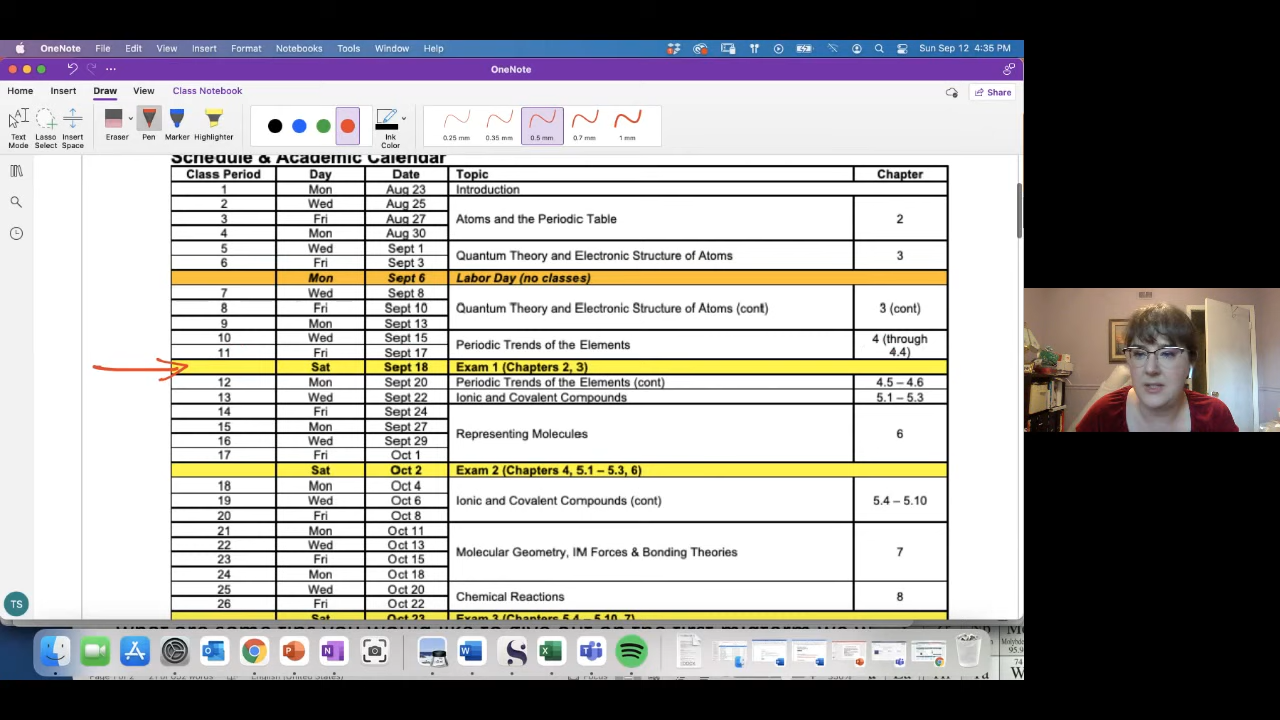 OneNote File Edit View Insert Format Notebooks Tools Window Help Sun Sep 12 4:35 PM
OneNote
Home Insert Draw View Class Notebook Share
Text Mode Lasso Select Insert Space Eraser Pen Marker Highlighter Ink Color 0.25 mm 0.35 mm 0.5 mm 0.7 mm 1 mm
Schedule & Academic Calendar
Class Period Day Date Topic Chapter
1 Mon Aug 23 Introduction
2 Wed Aug 25
3 Fri Aug 27 Atoms and the Periodic Table 2
4 Mon Aug 30
5 Wed Sept 1 Quantum Theory and Electronic Structure of Atoms 3
6 Fri Sept 3
Mon Sept 6 Labor Day (no classes)
7 Wed Sept 8
8 Fri Sept 10 Quantum Theory and Electronic Structure of Atoms (cont) 3 (cont)
9 Mon Sept 13
10 Wed Sept 15 Periodic Trends of the Elements 4 (through 4.4)
11 Fri Sept 17
Sat Sept 18 Exam 1 (Chapters 2, 3)
12 Mon Sept 20 Periodic Trends of the Elements (cont) 4.5 – 4.6
13 Wed Sept 22 Ionic and Covalent Compounds 5.1 – 5.3
14 Fri Sept 24
15 Mon Sept 27 Representing Molecules 6
16 Wed Sept 29
17 Fri Oct 1
Sat Oct 2 Exam 2 (Chapters 4, 5.1 – 5.3, 6)
18 Mon Oct 4
19 Wed Oct 6 Ionic and Covalent Compounds (cont) 5.4 – 5.10
20 Fri Oct 8
21 Mon Oct 11
22 Wed Oct 13 Molecular Geometry, IM Forces & Bonding Theories 7
23 Fri Oct 15
24 Mon Oct 18
25 Wed Oct 20 Chemical Reactions 8
26 Fri Oct 22
Sat Oct 23 Exam 3 (Chapters 5.4 – 5.10, 7)
TS